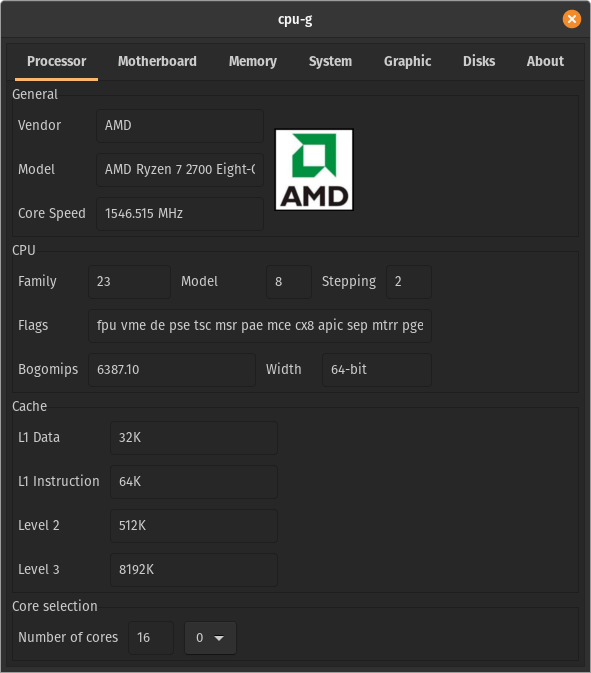 cpu-g
Processor Motherboard Memory System Graphic Disks About
General
Vendor AMD
AMD
Model AMD Ryzen 7 2700 Eight-
Core Speed 1546.515 MHz
CPU
Family 23 Model 8 Stepping 2
Flags fpu vme de pse tsc msr pae mce cx8 apic sep mtrr pge
Bogomips 6387.10 Width 64-bit
Cache
L1 Data 32K
L1 Instruction 64K
Level 2 512K
Level 3 8192K
Core selection
Number of cores 16 0